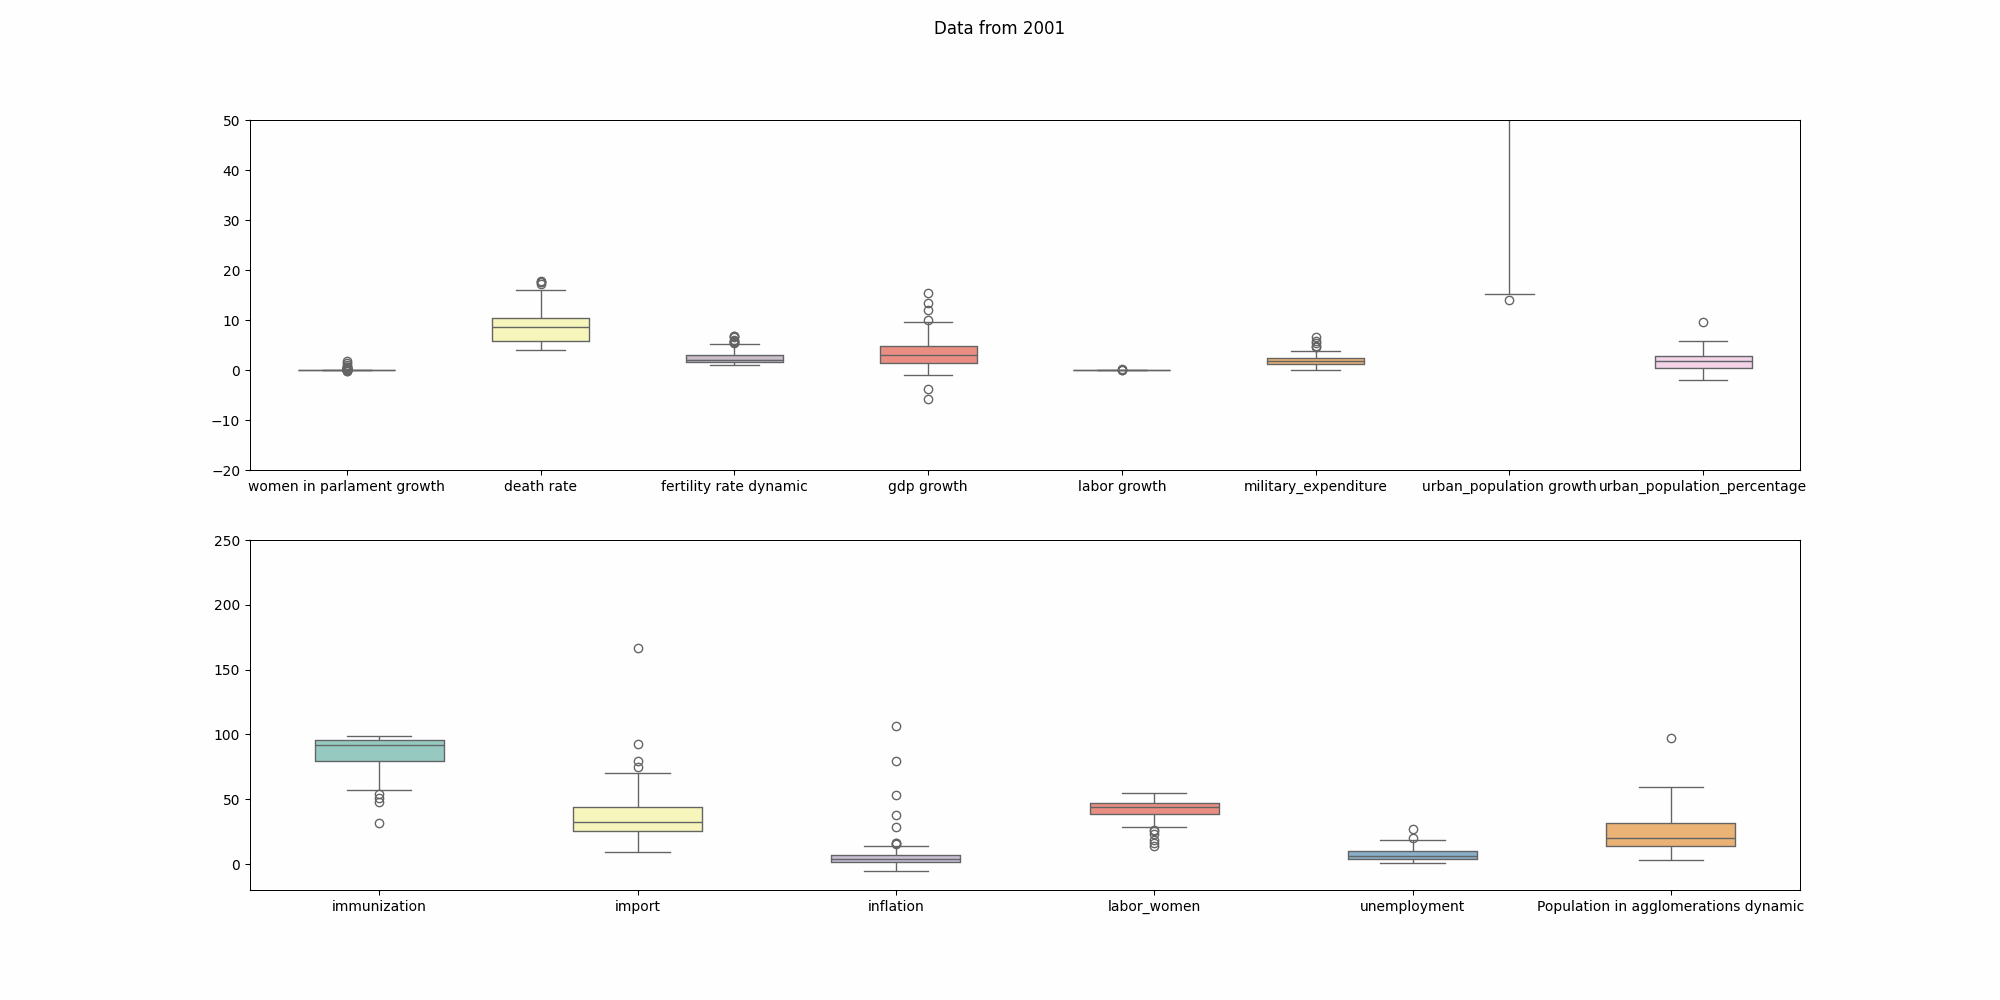 Data from 2001
50
40
30
20
10
0
−10
−20
women in parlament growth
death rate
fertility rate dynamic
gdp growth
labor growth
military_expenditure
urban_population growth
urban_population_percentage
250
200
150
100
50
0
immunization
import
inflation
labor_women
unemployment
Population in agglomerations dynamic